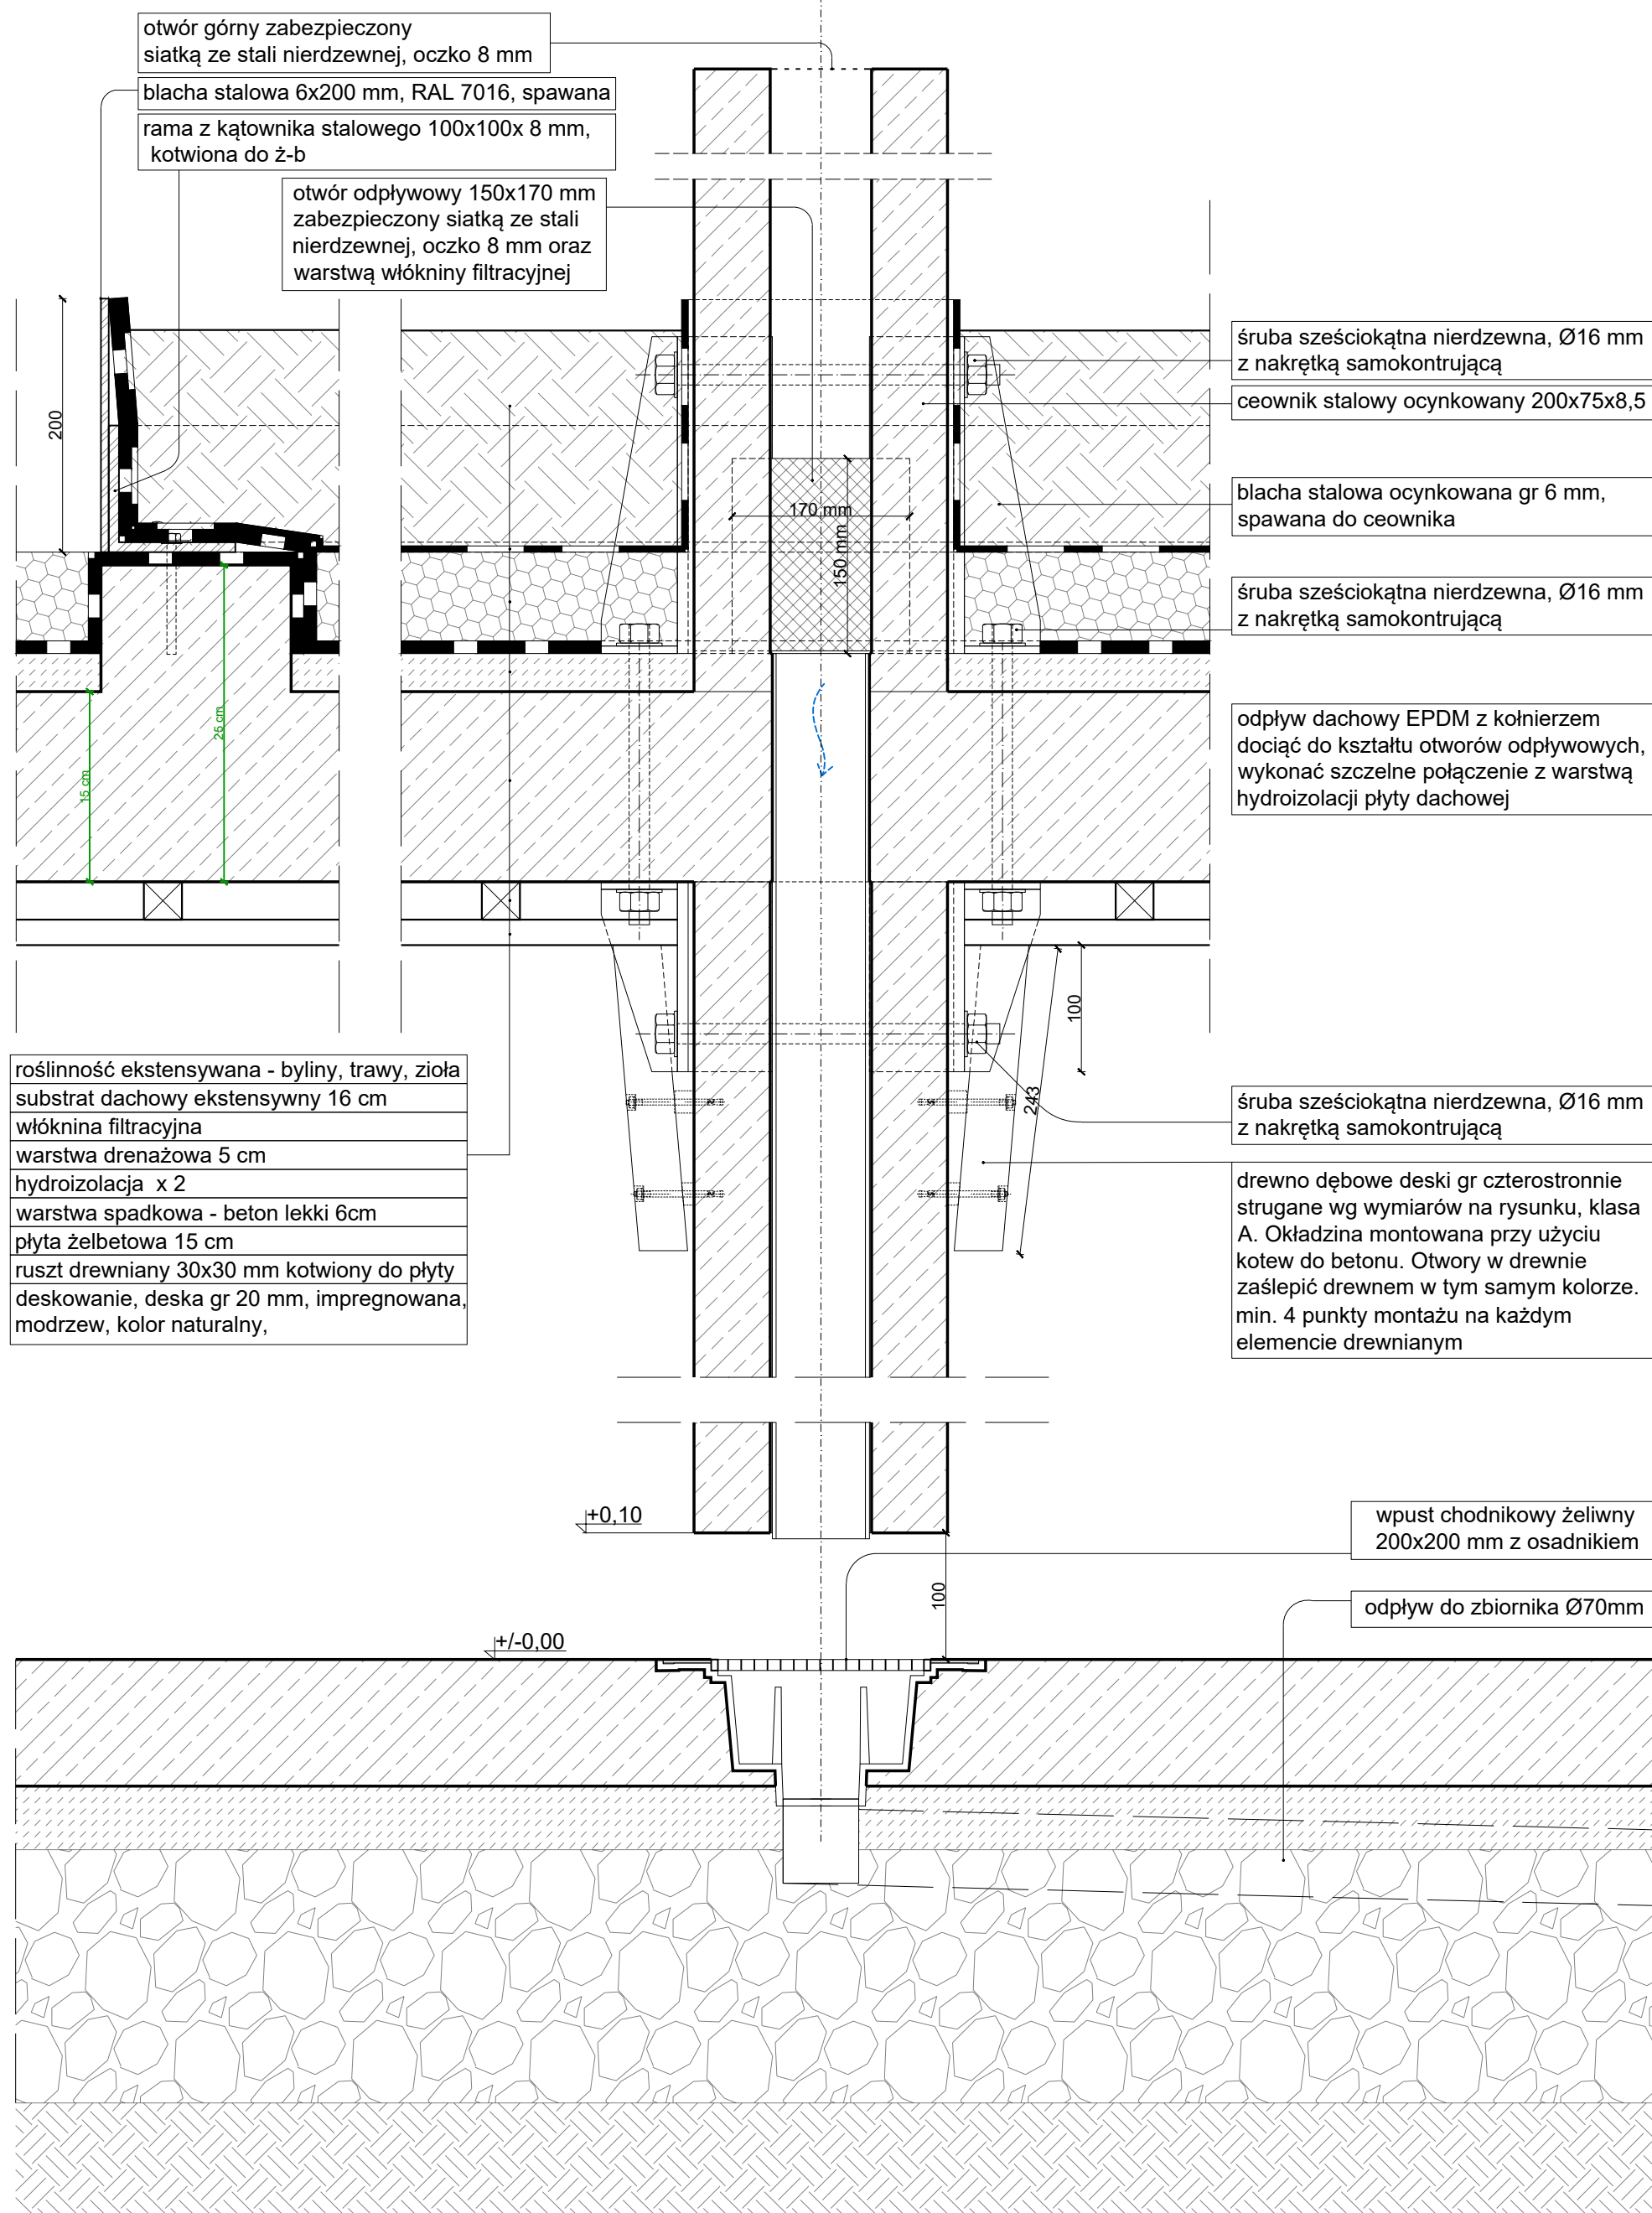 otwór górny zabezpieczony
siatką ze stali nierdzewnej, oczko 8 mm
blacha stalowa 6x200 mm, RAL 7016, spawana
rama z kątownika stalowego 100x100x 8 mm,
kotwiona do ż-b
otwór odpływowy 150x170 mm
zabezpieczony siatką ze stali
nierdzewnej, oczko 8 mm oraz
warstwą włókniny filtracyjnej
200
śruba sześciokątna nierdzewna, Ø16 mm
z nakrętką samokontrującą
ceownik stalowy ocynkowany 200x75x8,5
blacha stalowa ocynkowana gr 6 mm,
spawana do ceownika
170 mm
150 mm
śruba sześciokątna nierdzewna, Ø16 mm
z nakrętką samokontrującą
odpływ dachowy EPDM z kołnierzem
dociąć do kształtu otworów odpływowych,
wykonać szczelne połączenie z warstwą
hydroizolacji płyty dachowej
15 cm
25 cm
100
243
roślinność ekstensywana - byliny, trawy, zioła
substrat dachowy ekstensywny 16 cm
włóknina filtracyjna
warstwa drenażowa 5 cm
hydroizolacja x 2
warstwa spadkowa - beton lekki 6cm
płyta żelbetowa 15 cm
ruszt drewniany 30x30 mm kotwiony do płyty
deskowanie, deska gr 20 mm, impregnowana,
modrzew, kolor naturalny,
śruba sześciokątna nierdzewna, Ø16 mm
z nakrętką samokontrującą
drewno dębowe deski gr czterostronnie
strugane wg wymiarów na rysunku, klasa
A. Okładzina montowana przy użyciu
kotew do betonu. Otwory w drewnie
zaślepić drewnem w tym samym kolorze.
min. 4 punkty montażu na każdym
elemencie drewnianym
+0,10
wpust chodnikowy żeliwny
200x200 mm z osadnikiem
100
odpływ do zbiornika Ø70mm
+/-0,00